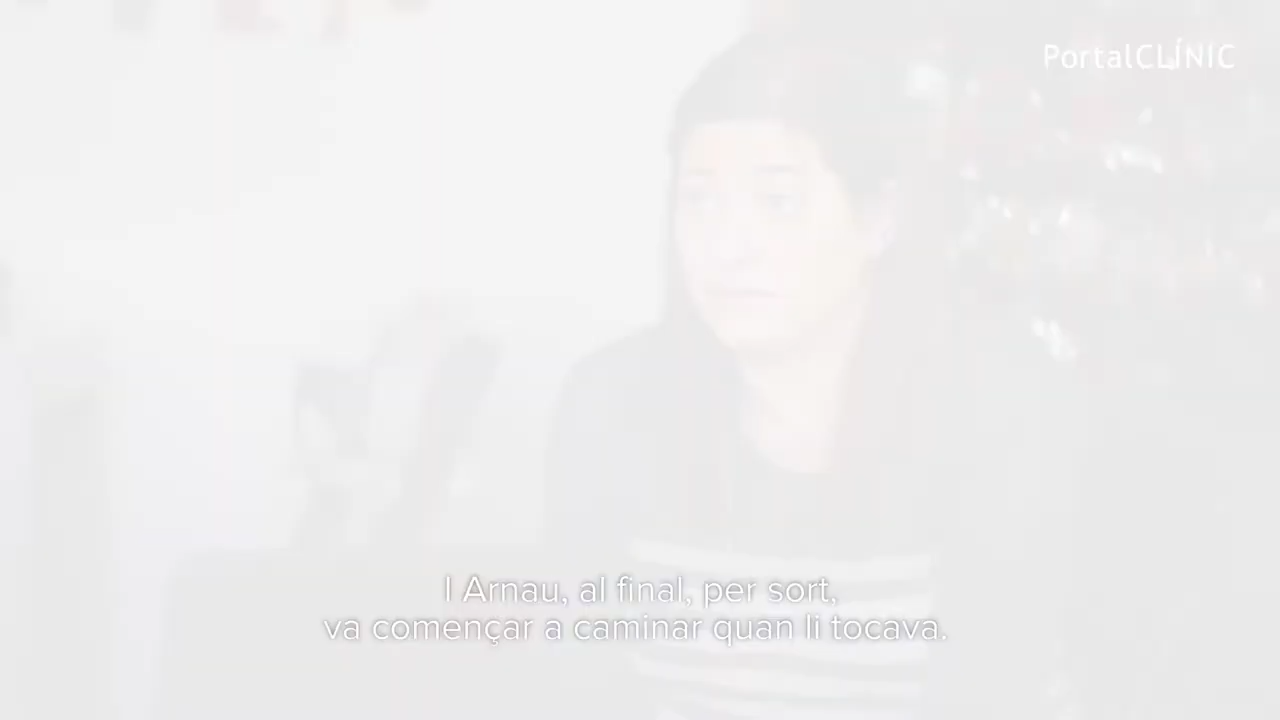 PortalCLÍNIC
I Arnau, al final, per sort,
va començar a caminar quan li tocava.